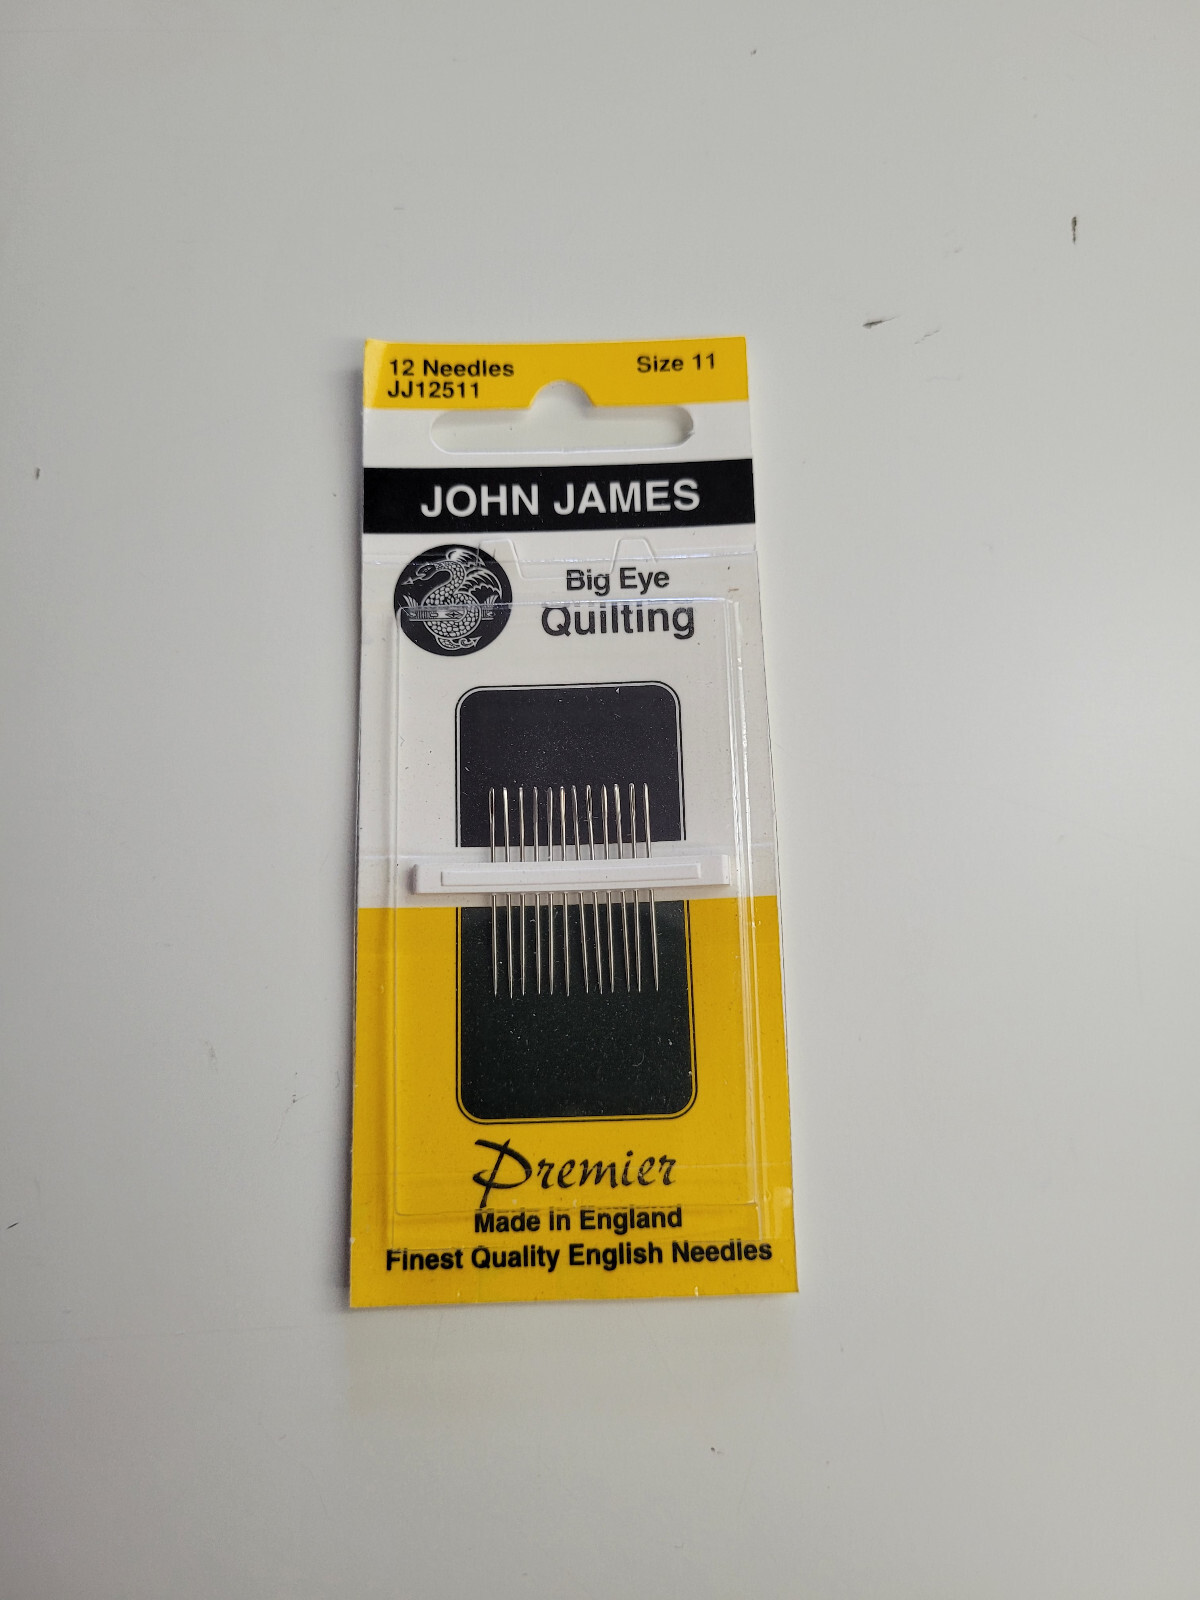 12 Needles Size 11
JJ12511
JOHN JAMES
Big Eye
Quilting
Premier
Made in England
Finest Quality English Needles